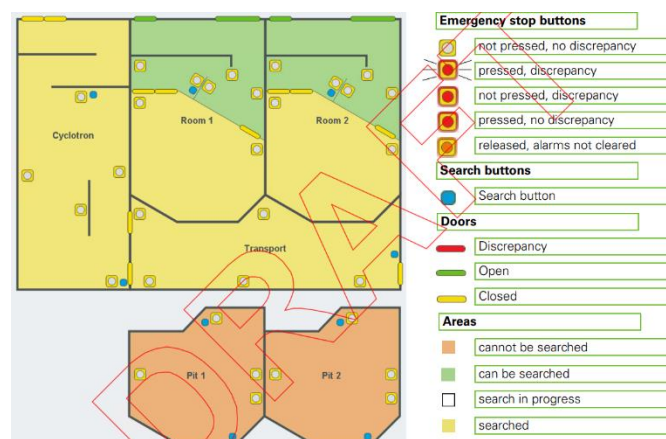 Emergency stop buttons
not pressed, no discrepancy
pressed, discrepancy
not pressed, discrepancy
pressed, no discrepancy
released, alarms not cleared
Search buttons
Search button
Doors
Discrepancy
Open
Closed
Areas
cannot be searched
can be searched
search in progress
searched
Cyclotron
Room 1
Room 2
Transport
Pit 1
Pit 2